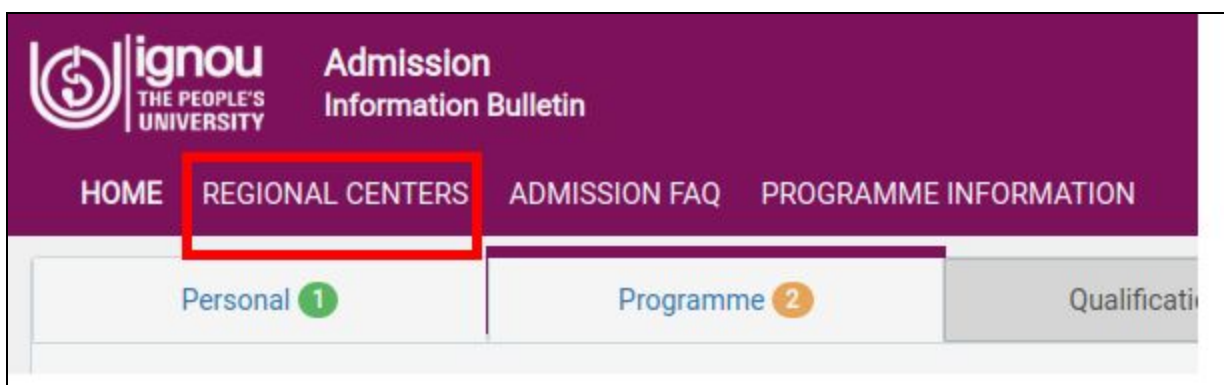 ignou
THE PEOPLE'S
UNIVERSITY
Admission
Information Bulletin
HOME REGIONAL CENTERS ADMISSION FAQ PROGRAMME INFORMATION
Personal 1 Programme 2 Qualificati